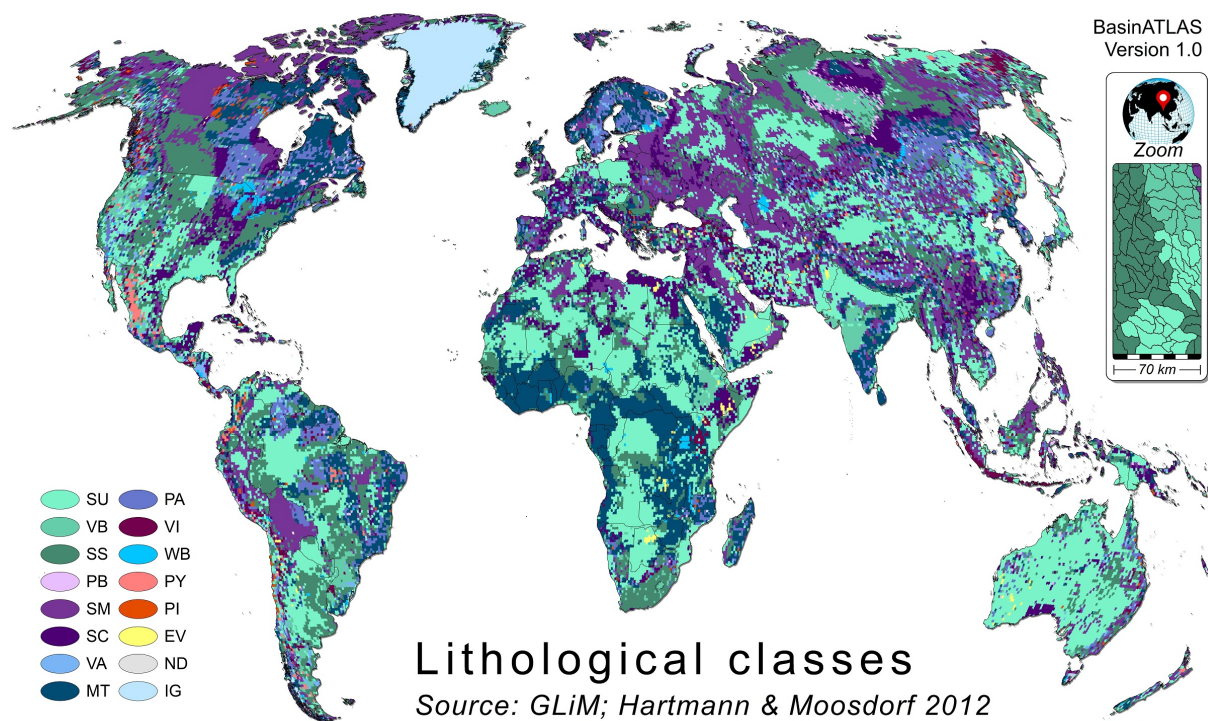 BasinATLAS
Version 1.0
Zoom
70 km
SU PA
VB VI
SS WB
PB PY
SM PI
SC EV
VA ND
MT IG
Lithological classes
Source: GLiM; Hartmann & Moosdorf 2012